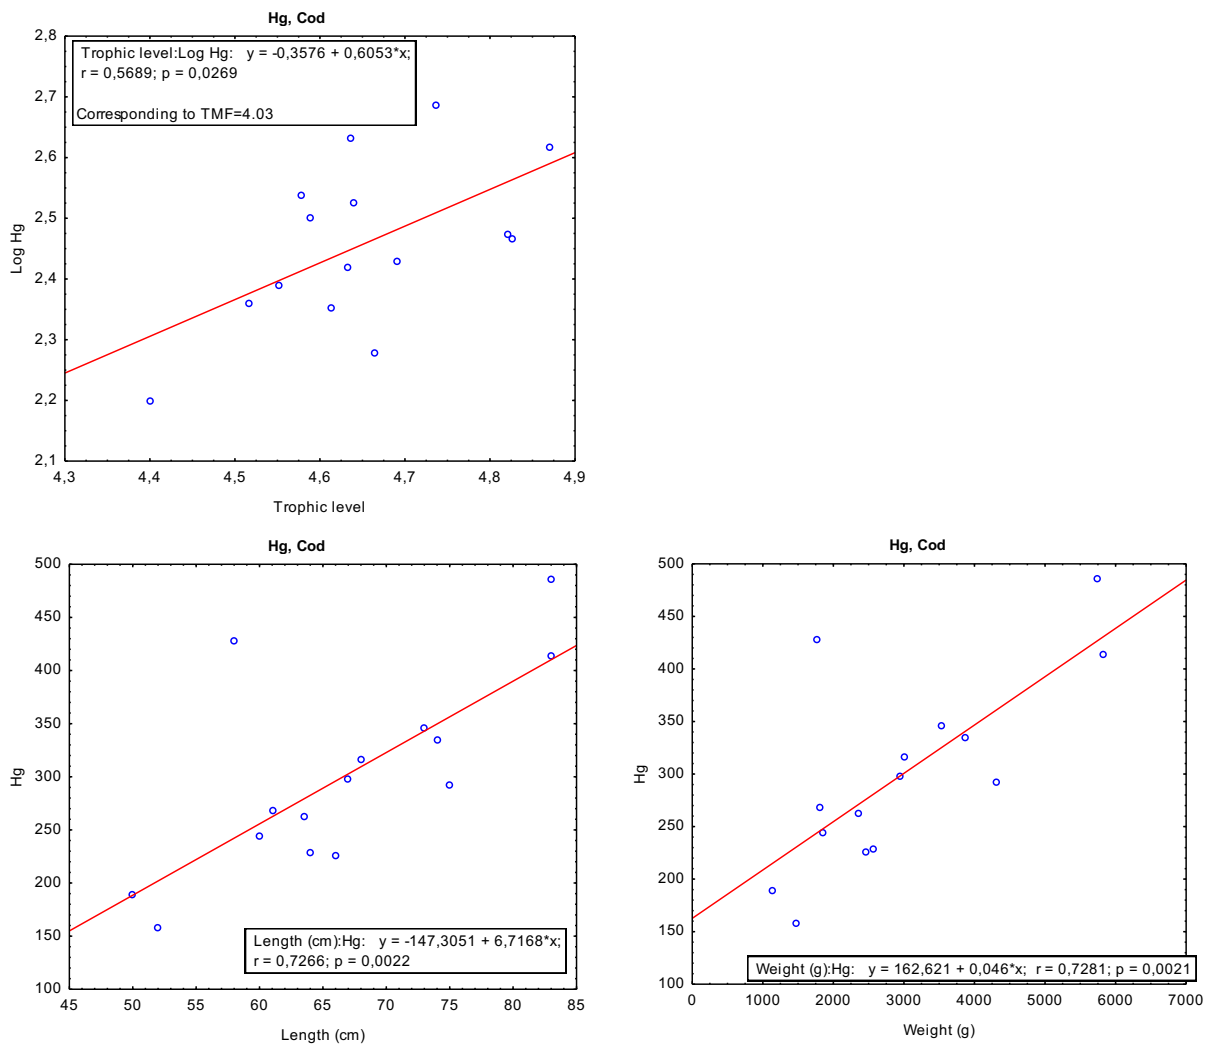 Hg, Cod
Trophic level:Log Hg: y = -0,3576 + 0,6053*x;
r = 0,5689; p = 0,0269
Corresponding to TMF=4.03
2,8
2,7
2,6
2,5
2,4
2,3
2,2
2,1
Log Hg
4,3 4,4 4,5 4,6 4,7 4,8 4,9
Trophic level
Hg, Cod
500
450
400
350
300
250
200
150
100
Hg
Length (cm):Hg: y = -147,3051 + 6,7168*x;
r = 0,7266; p = 0,0022
45 50 55 60 65 70 75 80 85
Length (cm)
Hg, Cod
500
450
400
350
300
250
200
150
100
Hg
Weight (g):Hg: y = 162,621 + 0,046*x; r = 0,7281; p = 0,0021
0 1000 2000 3000 4000 5000 6000 7000
Weight (g)